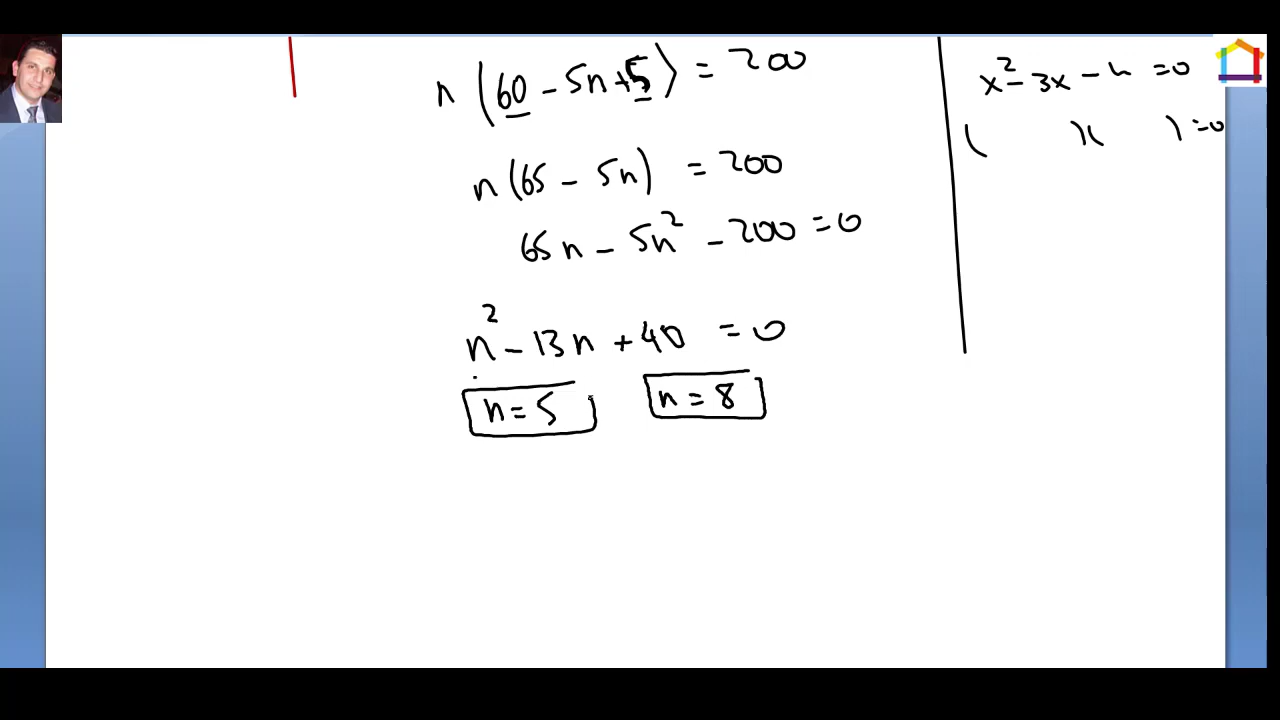 n(60 - 5n + 5) = 200
n(65 - 5n) = 200
65n - 5n² - 200 = 0
n² - 13n + 40 = 0
n = 5 n = 8
x² - 3x - 4 = 0
( )( ) = 0